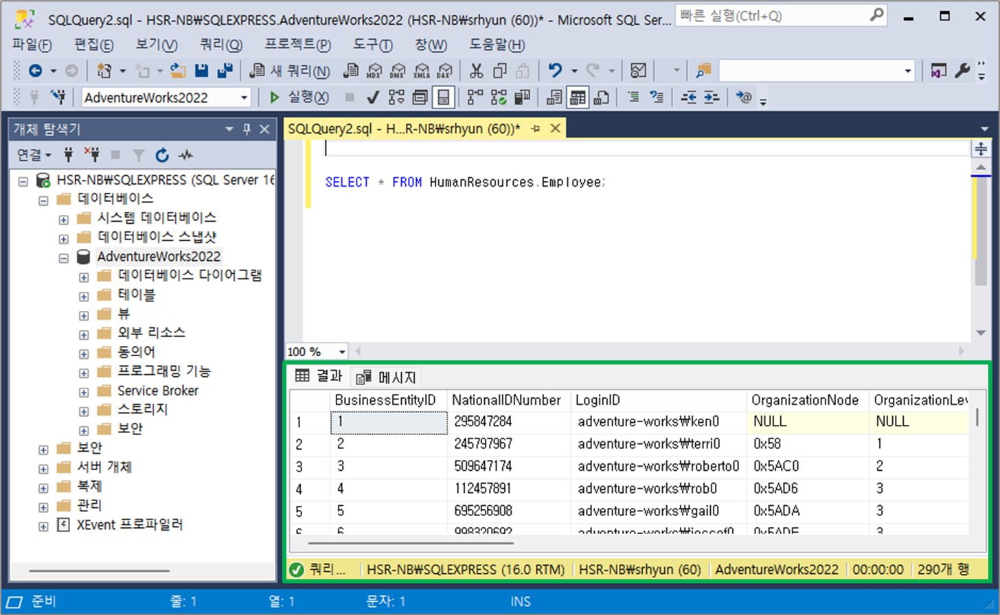 SQLQuery2.sql - HSR-NB₩SQLEXPRESS.AdventureWorks2022 (HSR-NB₩srhyun (60))* - Microsoft SQL Ser...
빠른 실행(Ctrl+Q)
파일(F) 편집(E) 보기(V) 쿼리(Q) 프로젝트(P) 도구(T) 창(W) 도움말(H)
새 쿼리(N) MDX DMX XMLA DAX
AdventureWorks2022 실행(X)
개체 탐색기
연결
HSR-NB₩SQLEXPRESS (SQL Server 16
데이터베이스
시스템 데이터베이스
데이터베이스 스냅샷
AdventureWorks2022
데이터베이스 다이어그램
테이블
뷰
외부 리소스
동의어
프로그래밍 기능
Service Broker
스토리지
보안
보안
서버 개체
복제
관리
XEvent 프로파일러
SQLQuery2.sql - H...R-NB₩srhyun (60))*
SELECT * FROM HumanResources.Employee;
100 %
결과 메시지
BusinessEntityID NationalIDNumber LoginID OrganizationNode OrganizationLev
1 1 295847284 adventure-works₩ken0 NULL NULL
2 2 245797967 adventure-works₩terri0 0x58 1
3 3 509647174 adventure-works₩roberto0 0x5AC0 2
4 4 112457891 adventure-works₩rob0 0x5AD6 3
5 5 695256908 adventure-works₩gail0 0x5ADA 3
6 6 998320692 adventure-works₩jossef0 0x5ADE 3
쿼리... HSR-NB₩SQLEXPRESS (16.0 RTM) HSR-NB₩srhyun (60) AdventureWorks2022 00:00:00 290개 행
준비 줄: 1 열: 1 문자: 1 INS